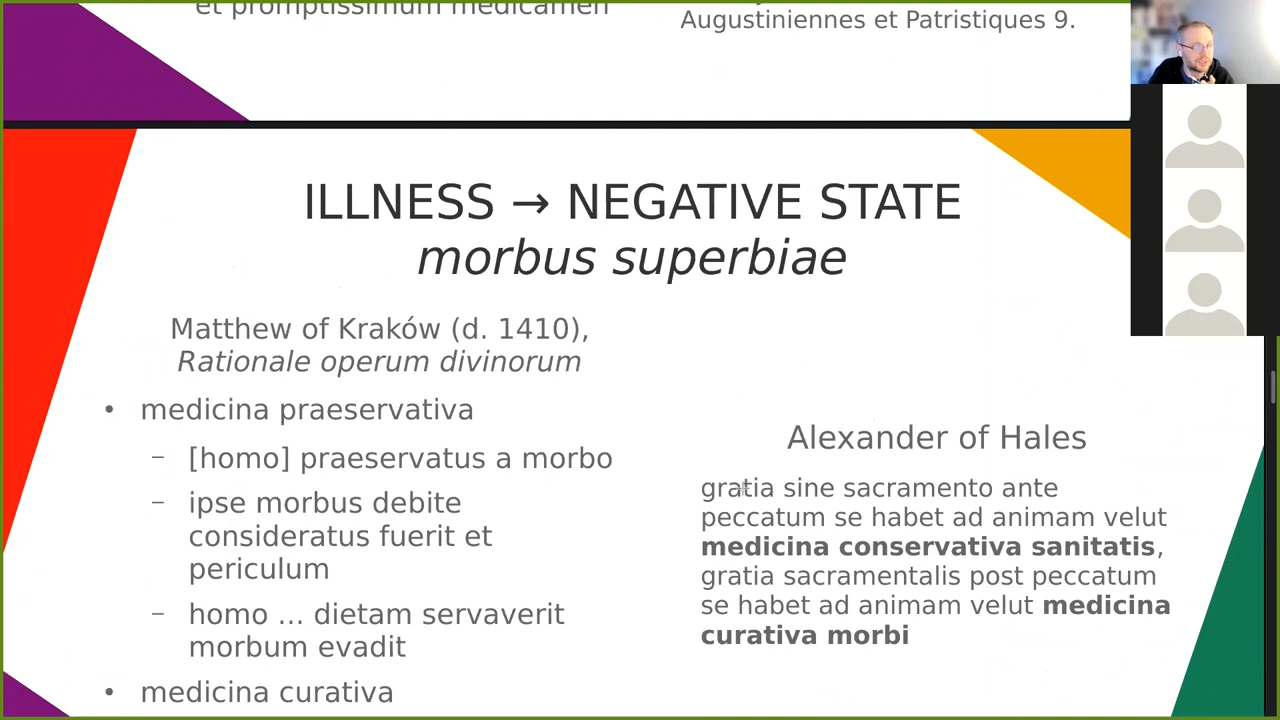 et promptissimum medicamen
Augustiniennes et Patristiques 9.
ILLNESS → NEGATIVE STATE
morbus superbiae
Matthew of Kraków (d. 1410),
Rationale operum divinorum
• medicina praeservativa
– [homo] praeservatus a morbo
– ipse morbus debite
consideratus fuerit et
periculum
– homo ... dietam servaverit
morbum evadit
• medicina curativa
Alexander of Hales
gratia sine sacramento ante
peccatum se habet ad animam velut
medicina conservativa sanitatis,
gratia sacramentalis post peccatum
se habet ad animam velut medicina
curativa morbi